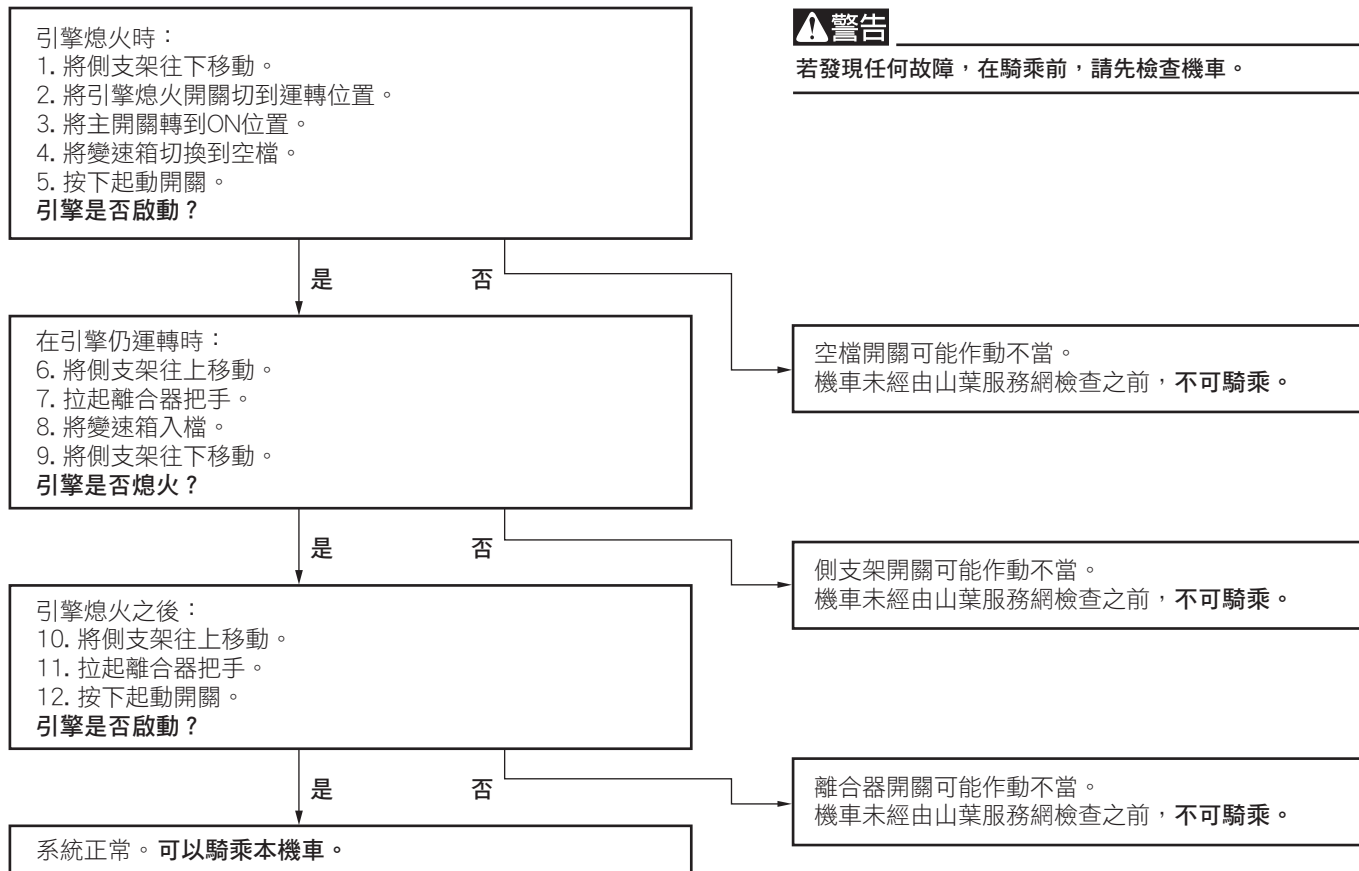 引擎熄火時：
1. 將側支架往下移動。
2. 將引擎熄火開關切到運轉位置。
3. 將主開關轉到ON位置。
4. 將變速箱切換到空檔。
5. 按下起動開關。
引擎是否啟動？
警告
若發現任何故障，在騎乘前，請先檢查機車。
是
否
在引擎仍運轉時：
6. 將側支架往上移動。
7. 拉起離合器把手。
8. 將變速箱入檔。
9. 將側支架往下移動。
引擎是否熄火？
空檔開關可能作動不當。
機車未經由山葉服務網檢查之前，不可騎乘。
是
否
引擎熄火之後：
10. 將側支架往上移動。
11. 拉起離合器把手。
12. 按下起動開關。
引擎是否啟動？
側支架開關可能作動不當。
機車未經由山葉服務網檢查之前，不可騎乘。
是
否
系統正常。可以騎乘本機車。
離合器開關可能作動不當。
機車未經由山葉服務網檢查之前，不可騎乘。